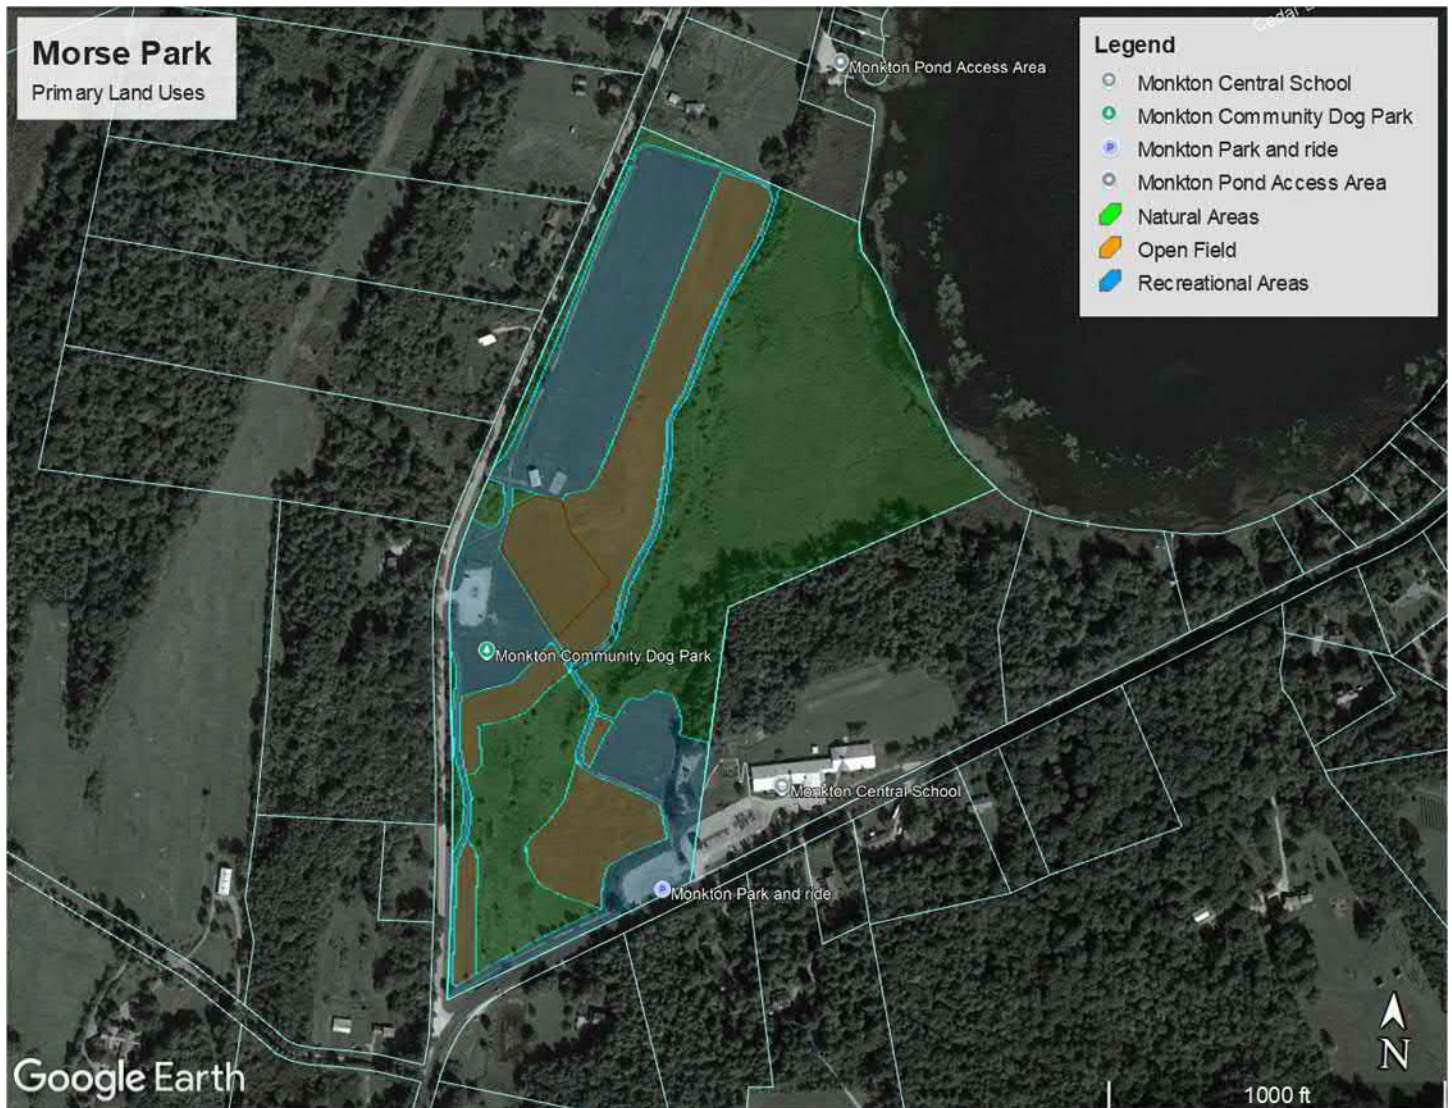 Morse Park
Primary Land Uses
Legend
Monkton Central School
Monkton Community Dog Park
Monkton Park and ride
Monkton Pond Access Area
Natural Areas
Open Field
Recreational Areas
Cedar
Monkton Pond Access Area
Monkton Community Dog Park
Monkton Central School
P
Monkton Park and ride
N
Google Earth
1000 ft